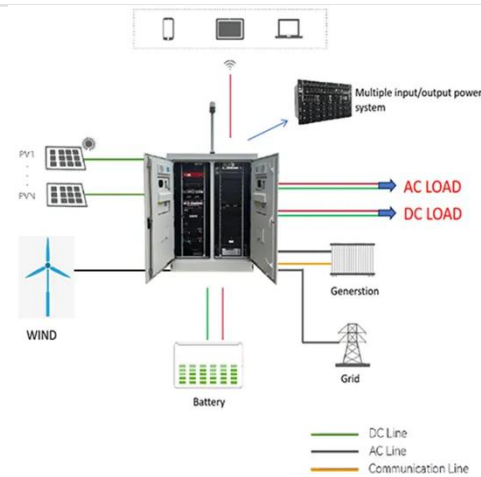 Multiple input/output power
system
PV1
PVN
AC LOAD
DC LOAD
Generstion
WIND
Grid
Battery
DC Line
AC Line
Communication Line